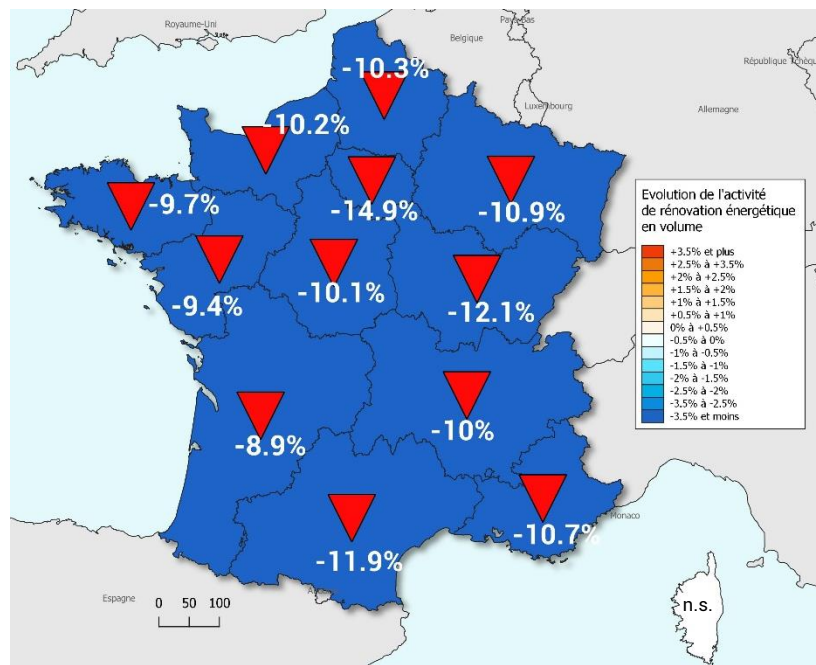 Royaume-Uni
Pays-Bas
Belgique
République Tchèque
Luxembourg
Allemagne
-10.3%
-10.2%
-9.7%
-14.9%
-10.9%
-9.4%
-10.1%
-12.1%
-8.9%
-10%
-11.9%
-10.7%
Monaco
Espagne
0 50 100
n.s.
Evolution de l'activité
de rénovation énergétique
en volume
+3.5% et plus
+2.5% à +3.5%
+2% à +2.5%
+1.5% à +2%
+1% à +1.5%
+0.5% à +1%
0% à +0.5%
-0.5% à 0%
-1% à -0.5%
-1.5% à -1%
-2% à -1.5%
-2.5% à -2%
-3.5% à -2.5%
-3.5% et moins